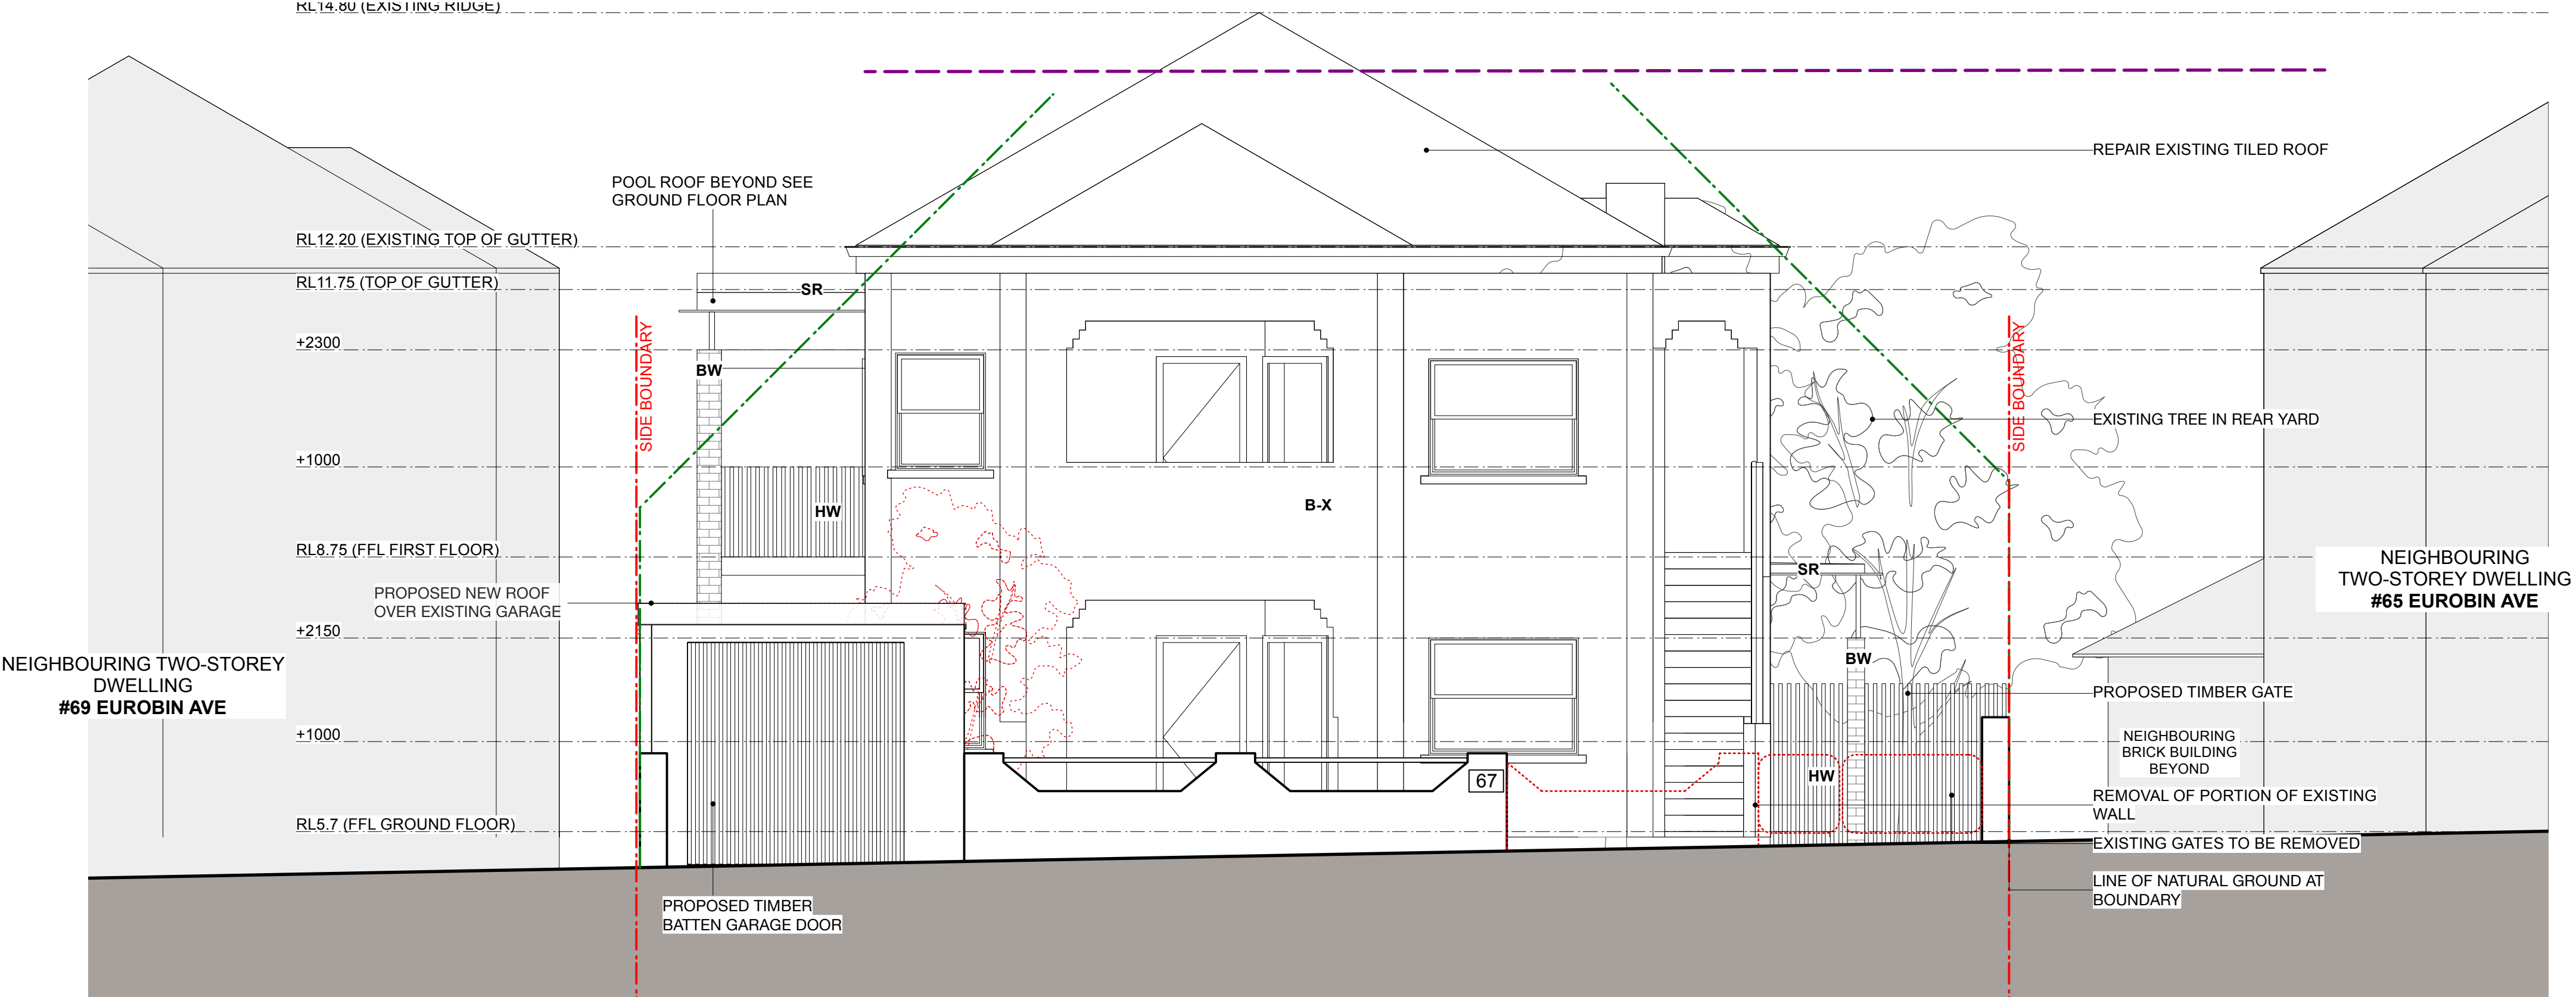 RL14.80 (EXISTING RIDGE)
REPAIR EXISTING TILED ROOF
POOL ROOF BEYOND SEE
GROUND FLOOR PLAN
RL12.20 (EXISTING TOP OF GUTTER)
RL11.75 (TOP OF GUTTER)
SR
+2300
BW
SIDE BOUNDARY
SIDE BOUNDARY
EXISTING TREE IN REAR YARD
+1000
HW
B-X
RL8.75 (FFL FIRST FLOOR)
SR
NEIGHBOURING
TWO-STOREY DWELLING
#65 EUROBIN AVE
PROPOSED NEW ROOF
OVER EXISTING GARAGE
+2150
BW
NEIGHBOURING TWO-STOREY
DWELLING
#69 EUROBIN AVE
PROPOSED TIMBER GATE
+1000
NEIGHBOURING
BRICK BUILDING
BEYOND
67
HW
REMOVAL OF PORTION OF EXISTING
WALL
RL5.7 (FFL GROUND FLOOR)
EXISTING GATES TO BE REMOVED
LINE OF NATURAL GROUND AT
BOUNDARY
PROPOSED TIMBER
BATTEN GARAGE DOOR